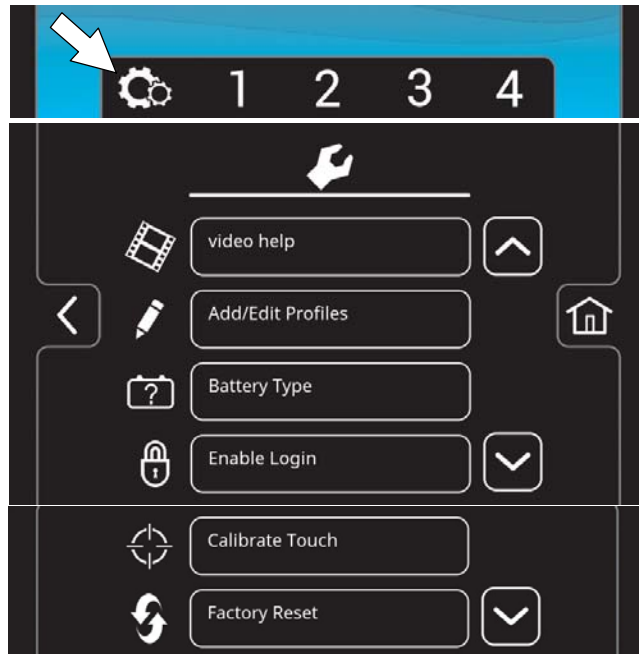 1 2 3 4
video help
Add/Edit Profiles
Battery Type
?
Enable Login
Calibrate Touch
Factory Reset